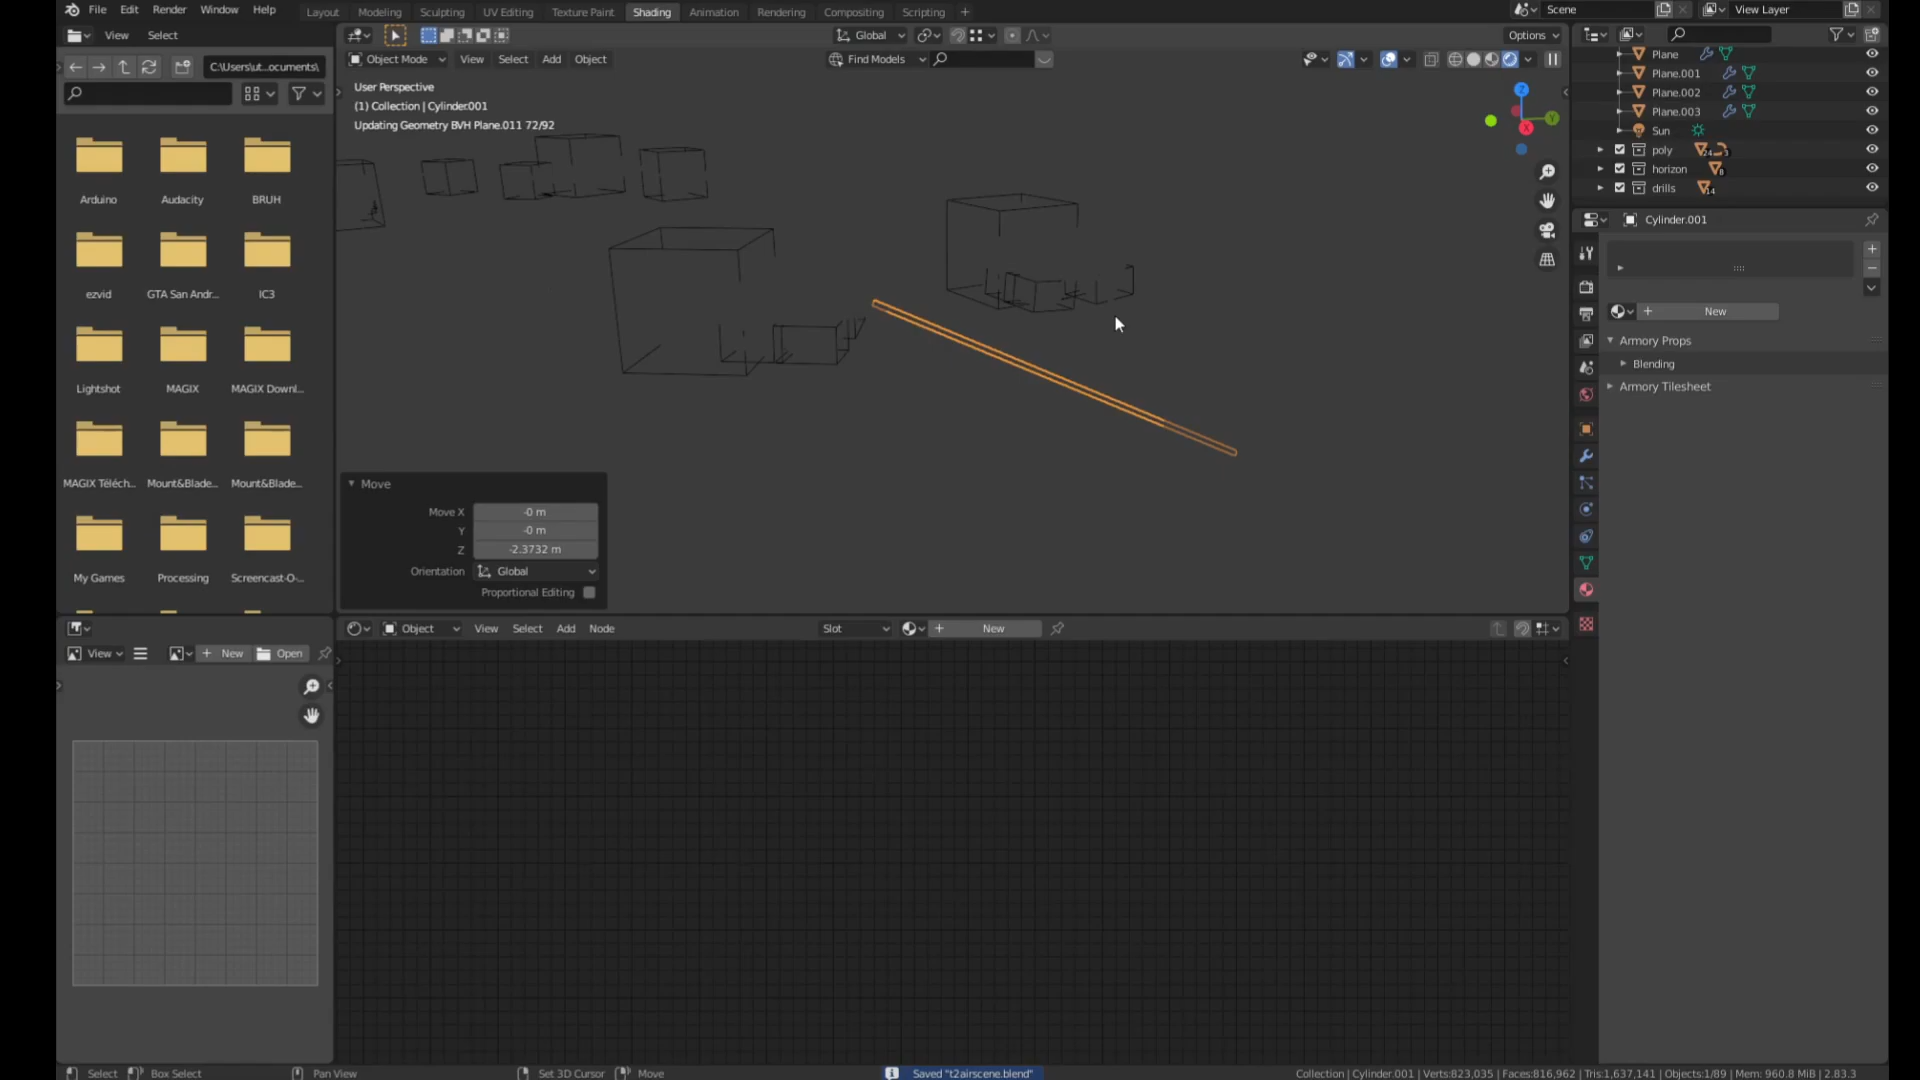 File Edit Render Window Help
Layout Modeling Sculpting UV Editing Texture Paint Shading Animation Rendering Compositing Scripting +
Scene
View Layer
View Select
Global
Options
C:\Users\ut...ocuments\
Object Mode View Select Add Object
Find Models
User Perspective
(1) Collection | Cylinder.001
Updating Geometry BVH Plane.011 72/92
Z
Y
X
Plane
Plane.001
Plane.002
Plane.003
Sun
poly 24 3
horizon 8
drills 14
Cylinder.001
New
Armory Props
Blending
Armory Tilesheet
Arduino Audacity BRUH
ezvid GTA San Andr... IC3
Lightshot MAGIX MAGIX Downl...
MAGIX Téléch... Mount&Blade... Mount&Blade...
My Games Processing Screencast-O-...
Move
Move X -0 m
Y -0 m
Z -2.3732 m
Orientation Global
Proportional Editing
Object View Select Add Node
Slot
New
View
New Open
Select Box Select Pan View Set 3D Cursor Move
Saved "t2airscene.blend"
Collection | Cylinder.001 | Verts:823,035 | Faces:816,962 | Tris:1,637,141 | Objects:1/89 | Mem: 960.8 MiB | 2.83.3